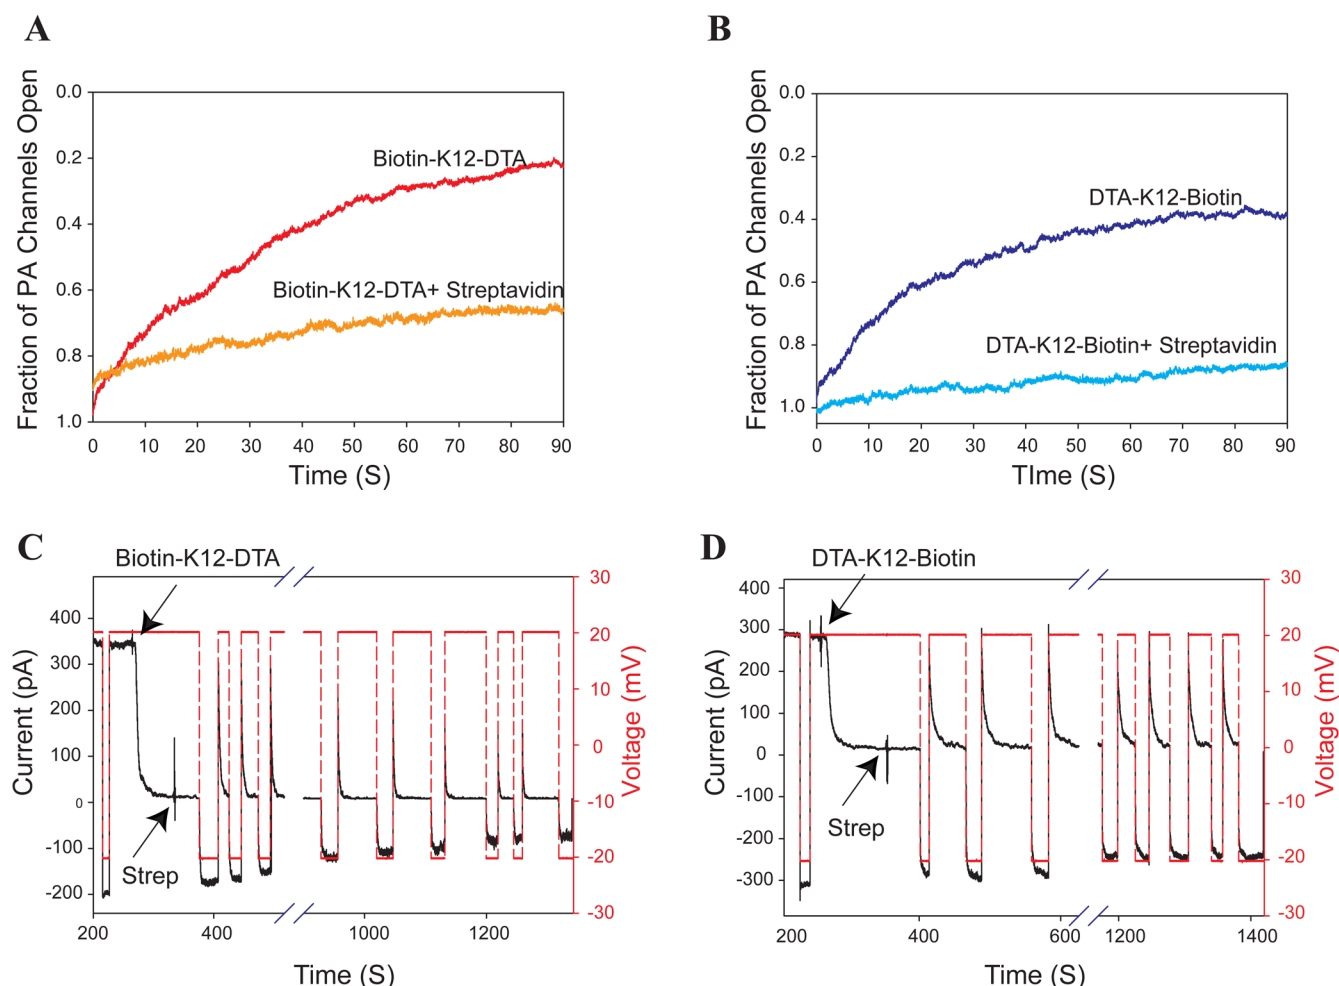 A
Fraction of PA Channels Open
0.0
0.2
0.4
0.6
0.8
1.0
Biotin-K12-DTA
Biotin-K12-DTA+ Streptavidin
0 10 20 30 40 50 60 70 80 90
Time (S)
B
Fraction of PA Channels Open
0.0
0.2
0.4
0.6
0.8
1.0
DTA-K12-Biotin
DTA-K12-Biotin+ Streptavidin
0 10 20 30 40 50 60 70 80 90
TIme (S)
C
Biotin-K12-DTA
Current (pA)
400
300
200
100
0
-100
-200
Strep
30
20
10
0
-10
-20
-30
Voltage (mV)
200 400 1000 1200
Time (S)
D
DTA-K12-Biotin
Current (pA)
400
300
200
100
0
-100
-200
-300
Strep
30
20
10
0
-10
-20
-30
Voltage (mV)
200 400 600 1200 1400
Time (S)